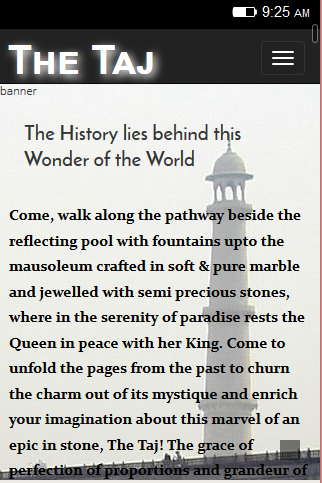 9:25 AM
The Taj
banner
The History lies behind this
Wonder of the World
Come, walk along the pathway beside the
reflecting pool with fountains upto the
mausoleum crafted in soft & pure marble
and jewelled with semi precious stones,
where in the serenity of paradise rests the
Queen in peace with her King. Come to
unfold the pages from the past to churn
the charm out of its mystique and enrich
your imagination about this marvel of an
epic in stone, The Taj! The grace of
perfection of proportions and grandeur of